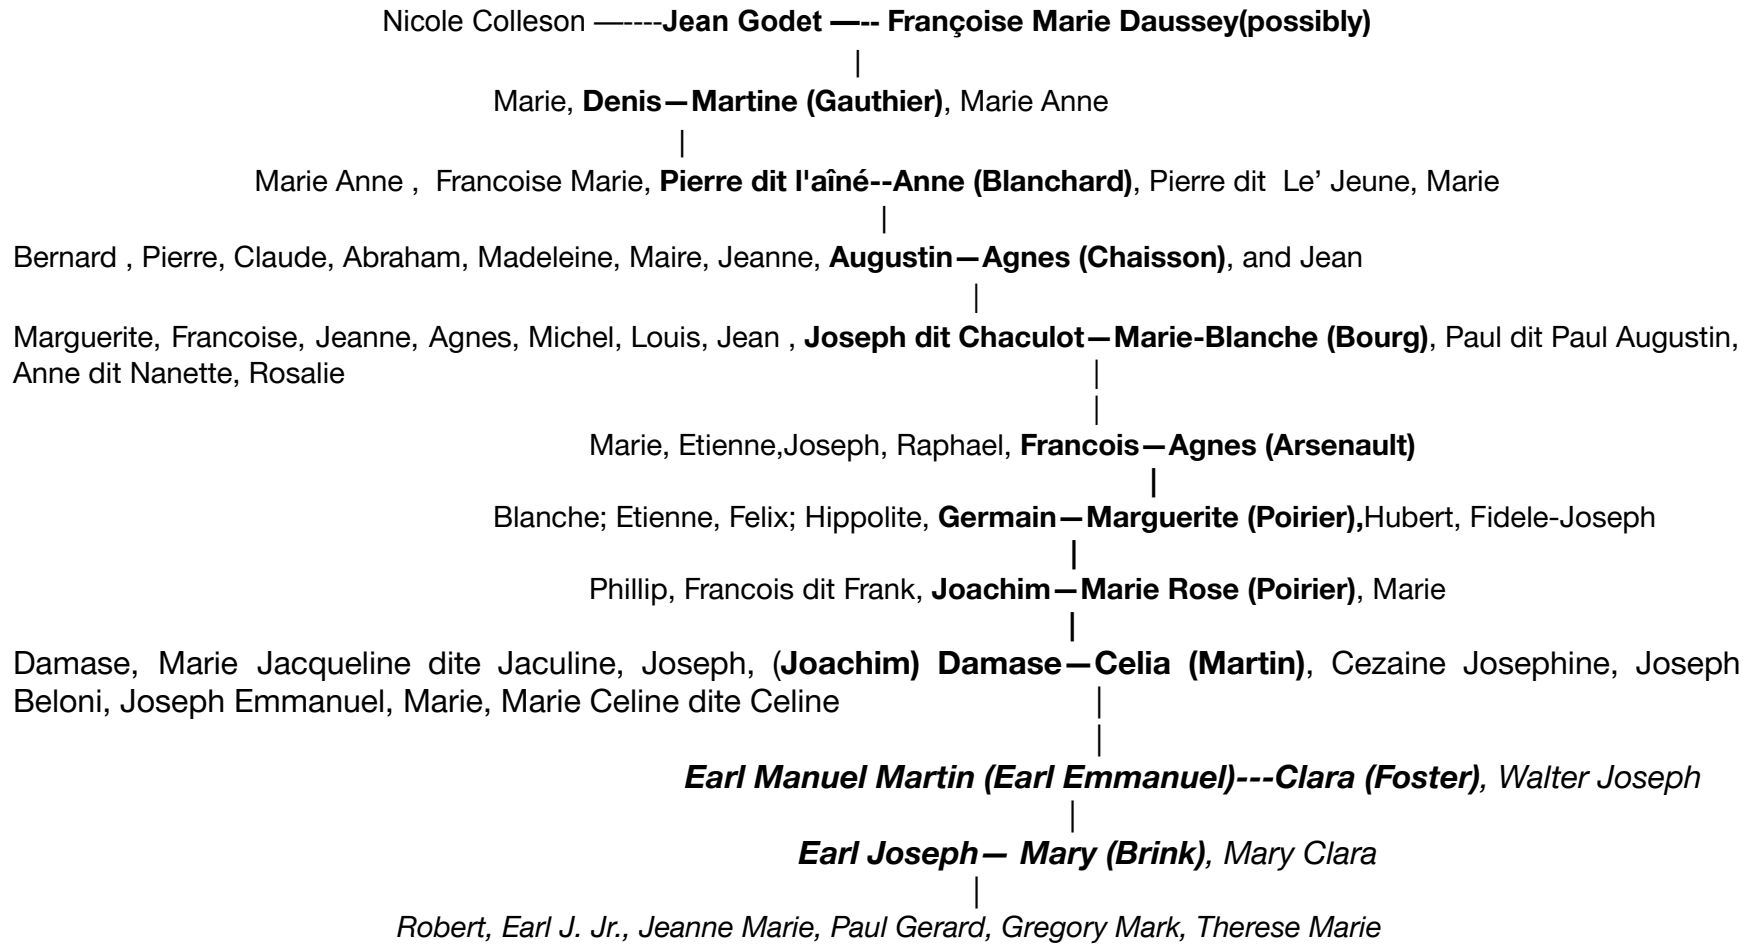 Nicole Colleson —----Jean Godet —-- Françoise Marie Daussey(possibly)
|
Marie, Denis—Martine (Gauthier), Marie Anne
|
Marie Anne , Francoise Marie, Pierre dit l'aîné--Anne (Blanchard), Pierre dit Le’ Jeune, Marie
|
Bernard , Pierre, Claude, Abraham, Madeleine, Maire, Jeanne, Augustin—Agnes (Chaisson), and Jean
|
Marguerite, Francoise, Jeanne, Agnes, Michel, Louis, Jean , Joseph dit Chaculot—Marie-Blanche (Bourg), Paul dit Paul Augustin,
Anne dit Nanette, Rosalie |
|
Marie, Etienne,Joseph, Raphael, Francois—Agnes (Arsenault)
|
Blanche; Etienne, Felix; Hippolite, Germain—Marguerite (Poirier),Hubert, Fidele-Joseph
|
Phillip, Francois dit Frank, Joachim—Marie Rose (Poirier), Marie
|
Damase, Marie Jacqueline dite Jaculine, Joseph, (Joachim) Damase—Celia (Martin), Cezaine Josephine, Joseph
Beloni, Joseph Emmanuel, Marie, Marie Celine dite Celine |
|
Earl Manuel Martin (Earl Emmanuel)---Clara (Foster), Walter Joseph
|
Earl Joseph— Mary (Brink), Mary Clara
|
Robert, Earl J. Jr., Jeanne Marie, Paul Gerard, Gregory Mark, Therese Marie